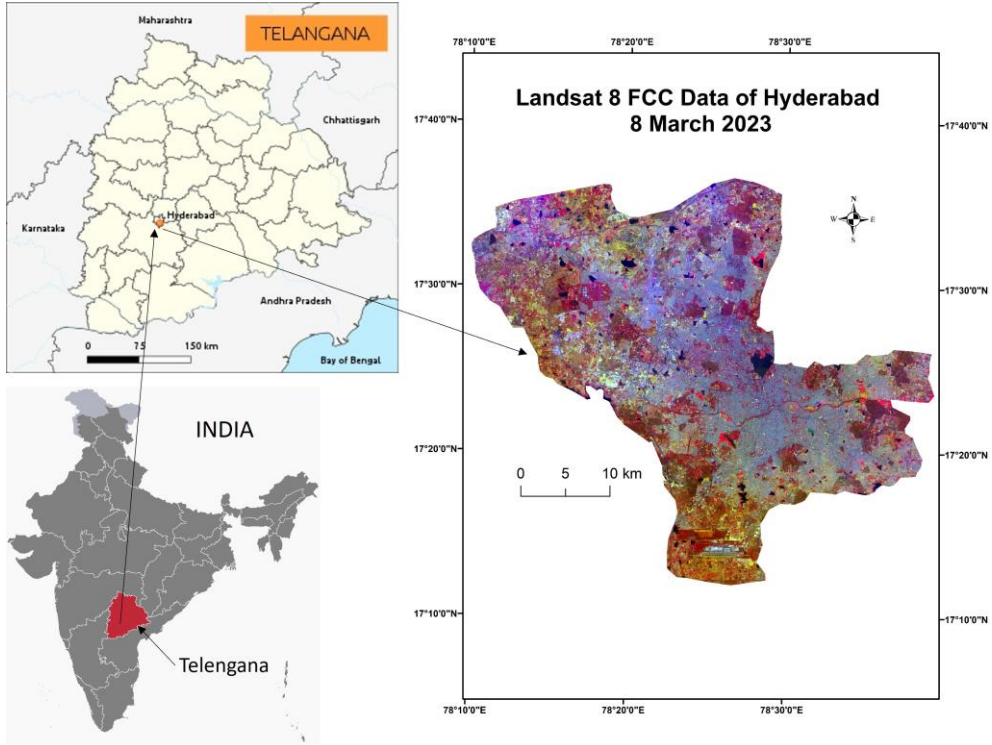 Maharashtra
TELANGANA
Chhattisgarh
Hyderabad
Karnataka
Andhra Pradesh
0 75 150 km
Bay of Bengal
INDIA
Telengana
78°10'0"E 78°20'0"E 78°30'0"E
Landsat 8 FCC Data of Hyderabad
8 March 2023
17°40'0"N 17°40'0"N
N
W E
S
17°30'0"N 17°30'0"N
17°20'0"N 17°20'0"N
0 5 10 km
17°10'0"N 17°10'0"N
78°10'0"E 78°20'0"E 78°30'0"E